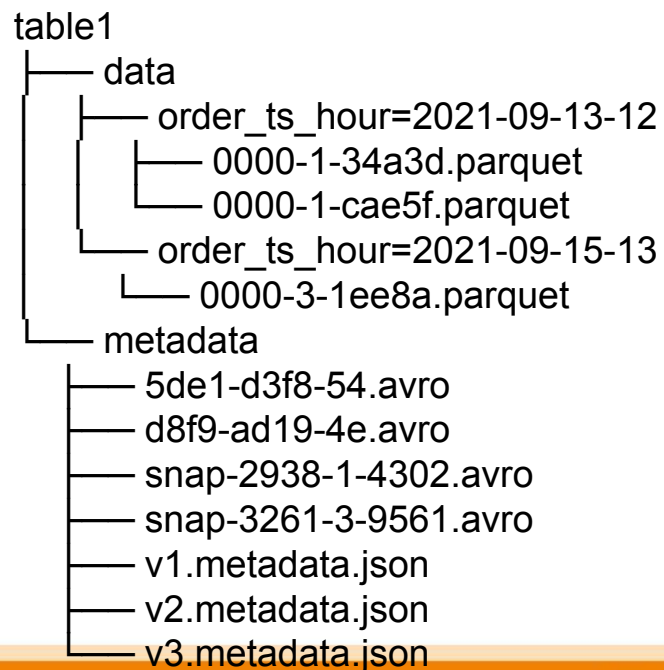 table1
data
order_ts_hour=2021-09-13-12
0000-1-34a3d.parquet
0000-1-cae5f.parquet
order_ts_hour=2021-09-15-13
0000-3-1ee8a.parquet
metadata
5de1-d3f8-54.avro
d8f9-ad19-4e.avro
snap-2938-1-4302.avro
snap-3261-3-9561.avro
v1.metadata.json
v2.metadata.json
v3.metadata.json